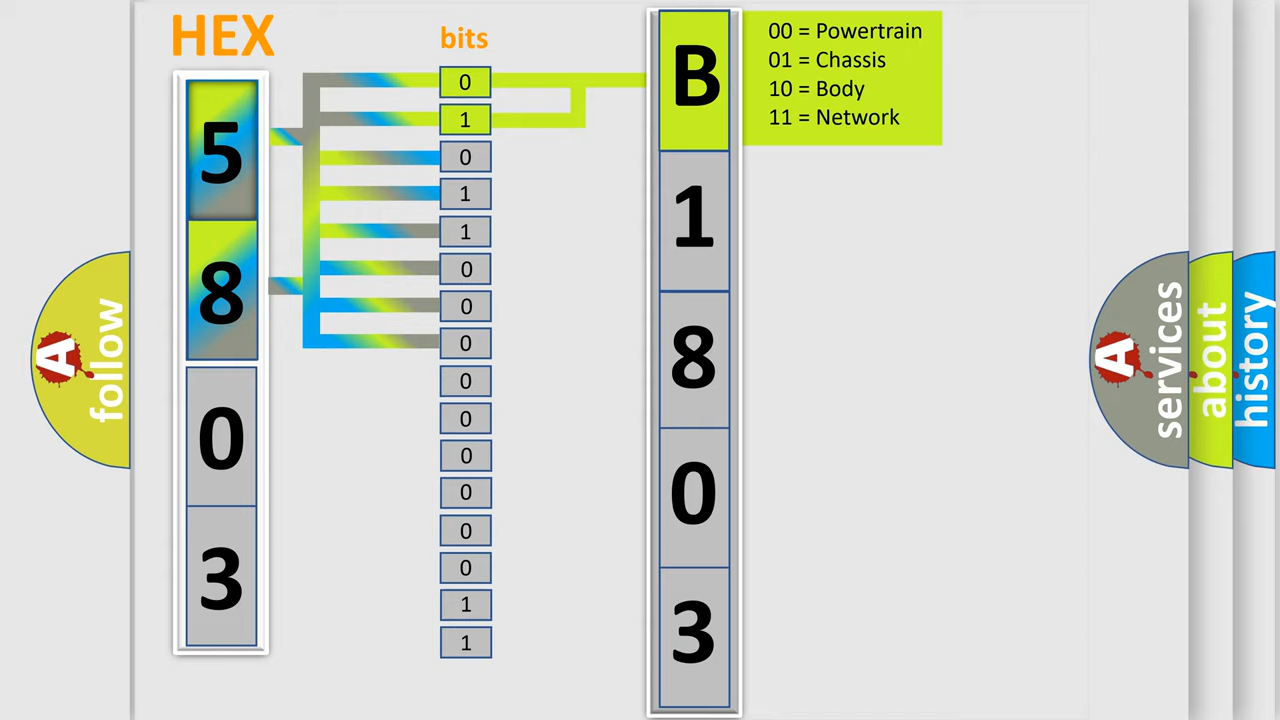 HEX
bits
5
8
0
3
0
1
0
1
1
0
0
0
0
0
0
0
0
0
1
1
B
1
8
0
3
00 = Powertrain
01 = Chassis
10 = Body
11 = Network
A
follow
A
services
about
history